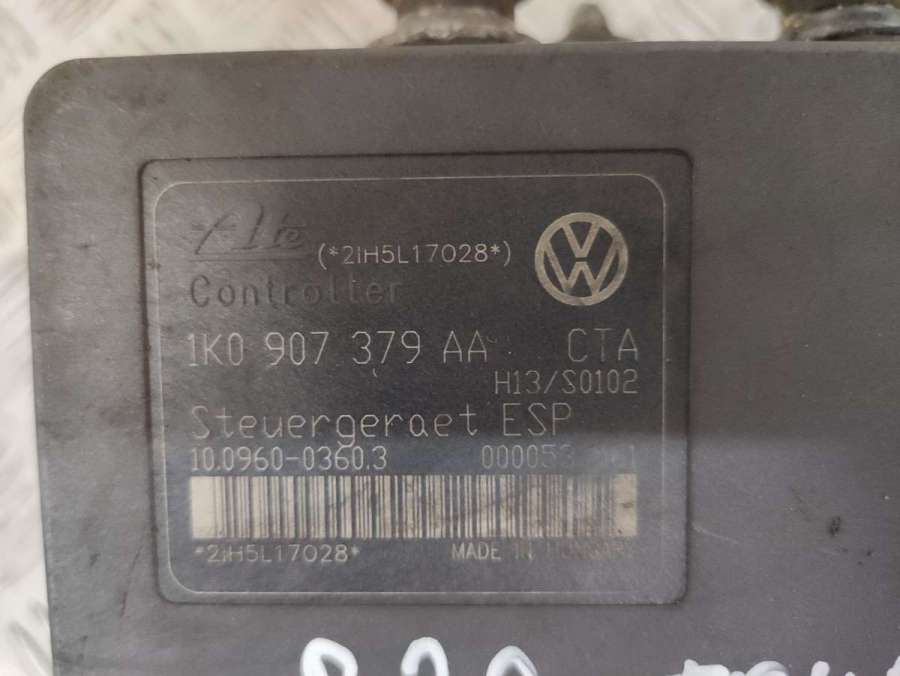 Ate
(*2IH5L17028*)
Controller
1K0 907 379 AA CTA
H13/S0102
Steuergeraet ESP
10.0960-0360.3
*2IH5L17028* MADE IN HUNGARY